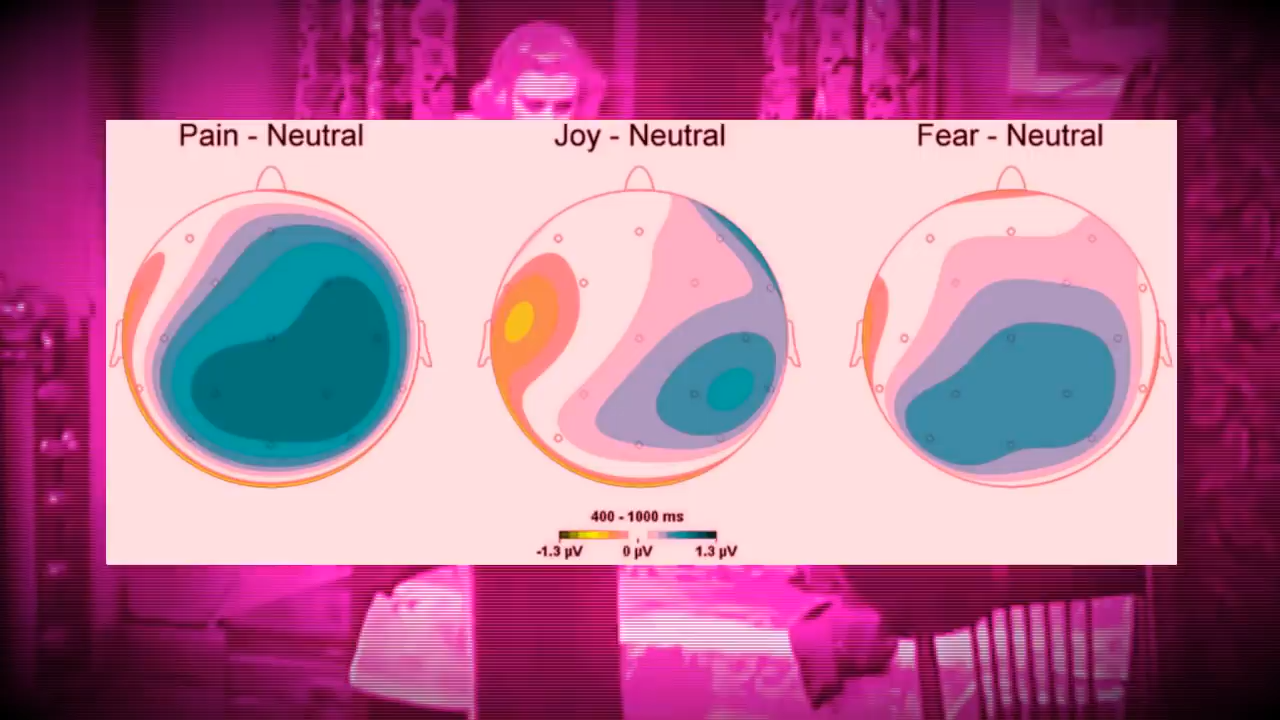 Pain - Neutral
Joy - Neutral
Fear - Neutral
400 - 1000 ms
-1.3 µV 0 µV 1.3 µV